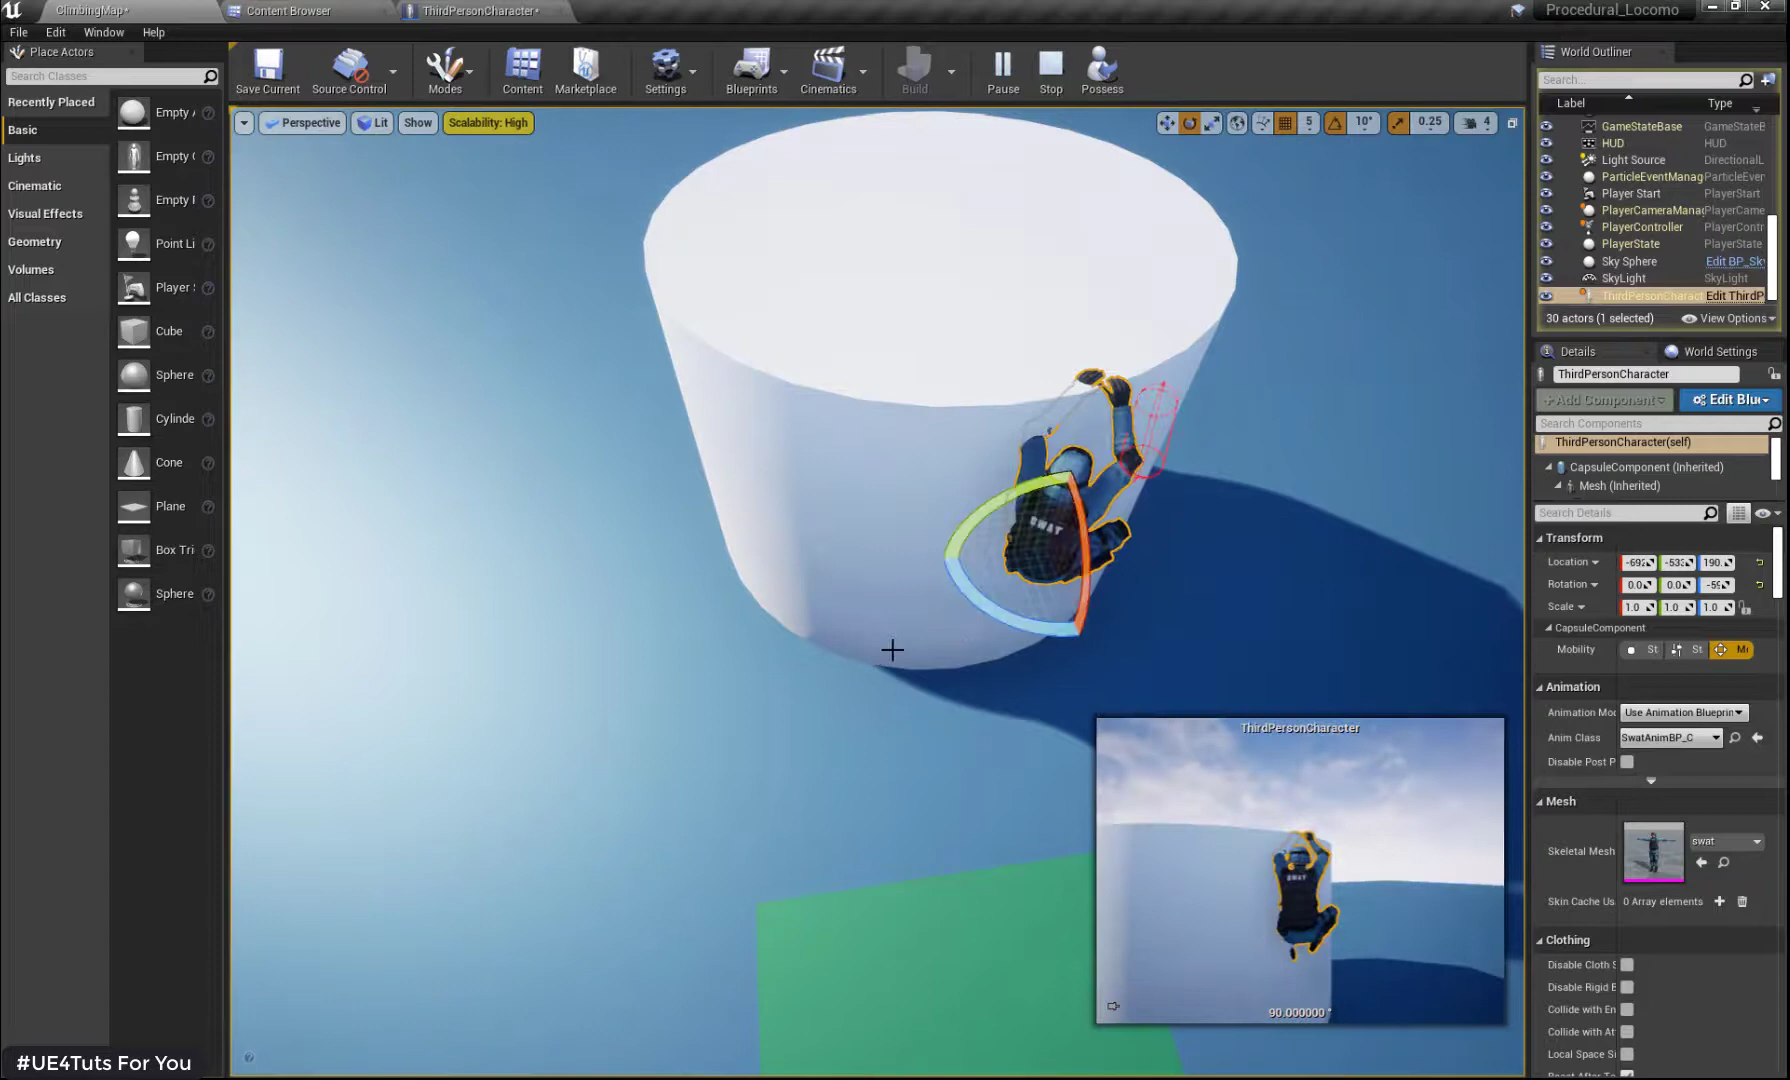 ClimbingMap*
Content Browser
ThirdPersonCharacter*
Procedural_Locomo
File Edit Window Help
Place Actors
Search Classes
Recently Placed
Basic
Lights
Cinematic
Visual Effects
Geometry
Volumes
All Classes
Empty A
Empty C
Empty P
Point Li
Player S
Cube
Sphere
Cylinde
Cone
Plane
Box Tri
Sphere
Save Current
Source Control
Modes
Content
Marketplace
Settings
Blueprints
Cinematics
Build
Pause
Stop
Possess
Perspective
Lit
Show
Scalability: High
5
10°
0.25
4
SWAT
ThirdPersonCharacter
SWAT
90.000000 °
World Outliner
Search...
Label Type
GameStateBase GameStateB
HUD HUD
Light Source DirectionalL
ParticleEventManag ParticleEven
Player Start PlayerStart
PlayerCameraManag PlayerCame
PlayerController PlayerContr
PlayerState PlayerState
Sky Sphere Edit BP_Sk
SkyLight SkyLight
ThirdPersonCharact Edit ThirdP
30 actors (1 selected) View Options
Details
World Settings
ThirdPersonCharacter
Add Component
Edit Blu
Search Components
ThirdPersonCharacter(self)
CapsuleComponent (Inherited)
Mesh (Inherited)
Search Details
Transform
Location -692 -533 190.
Rotation 0.0 0.0 -59
Scale 1.0 1.0 1.0
CapsuleComponent
Mobility St St M
Animation
Animation Mod Use Animation Blueprin
Anim Class SwatAnimBP_C
Disable Post P
Mesh
Skeletal Mesh swat
Skin Cache Us 0 Array elements
Clothing
Disable Cloth S
Disable Rigid B
Collide with En
Collide with At
Local Space Si
#UE4Tuts For You